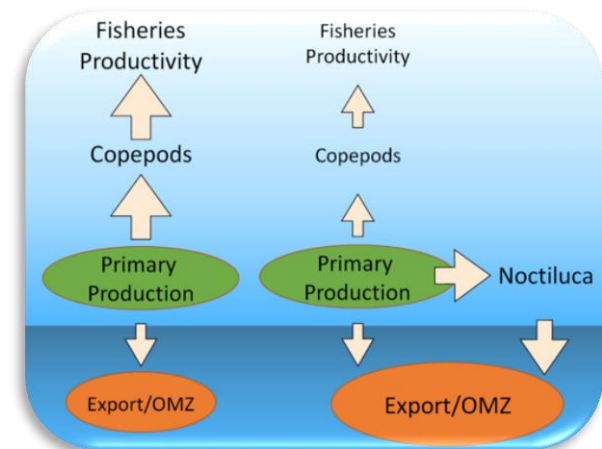 Fisheries
Productivity
Copepods
Primary
Production
Export/OMZ
Fisheries
Productivity
Copepods
Primary
Production
Noctiluca
Export/OMZ